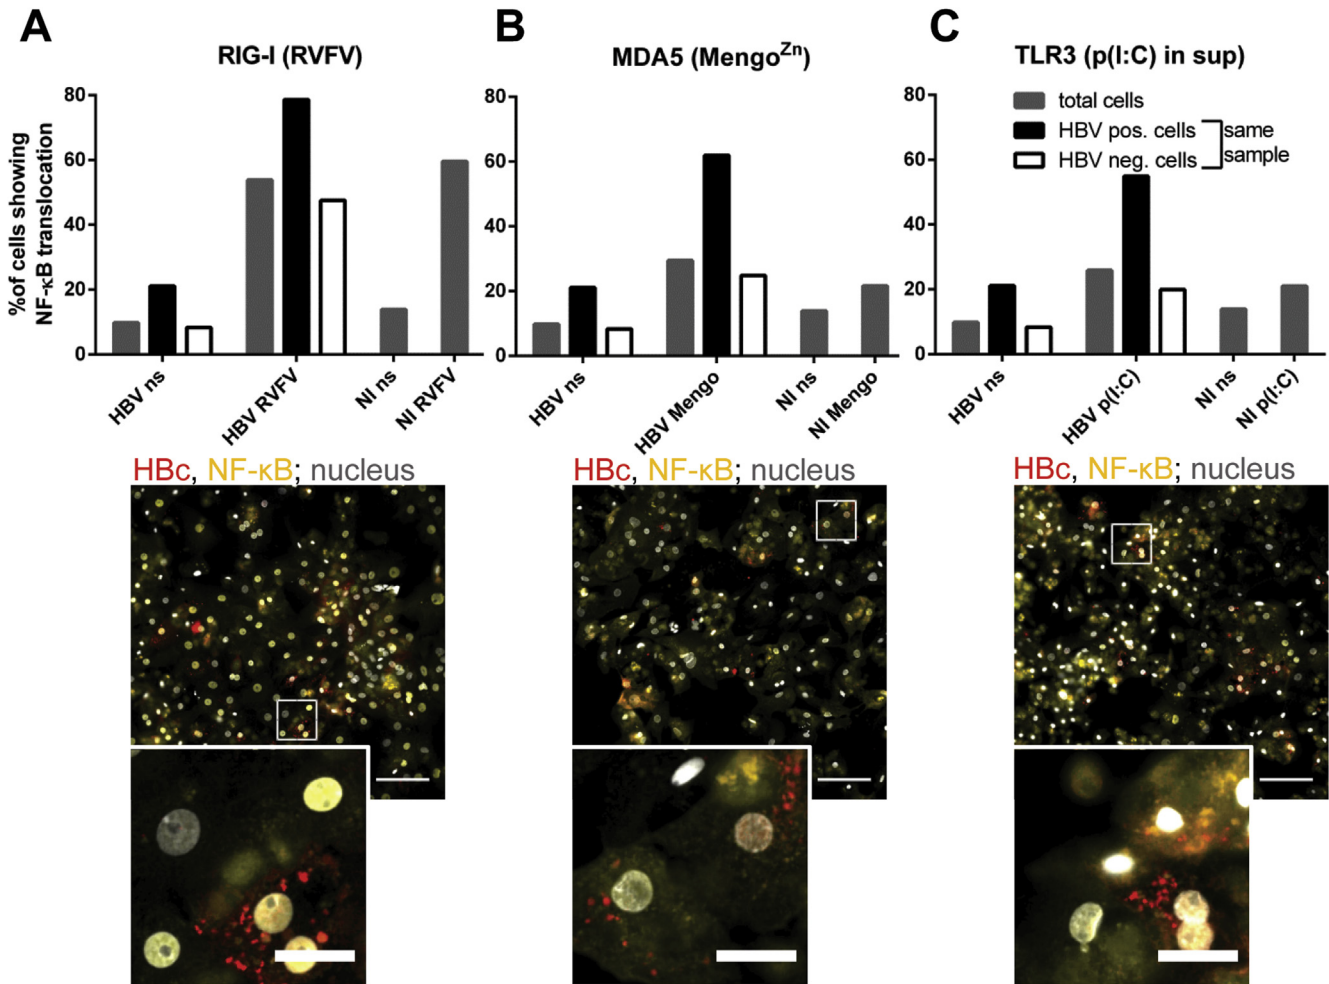 A
RIG-I (RVFV)
%of cells showing
NF-κB translocation
80
60
40
20
0
HBV ns
HBV RVFV
NI ns
NI RVFV
HBc, NF-κB; nucleus
B
MDA5 (MengoZn)
80
60
40
20
0
HBV ns
HBV Mengo
NI ns
NI Mengo
HBc, NF-κB; nucleus
C
TLR3 (p(I:C) in sup)
total cells
HBV pos. cells
HBV neg. cells
same
sample
80
60
40
20
0
HBV ns
HBV p(I:C)
NI ns
NI p(I:C)
HBc, NF-κB; nucleus